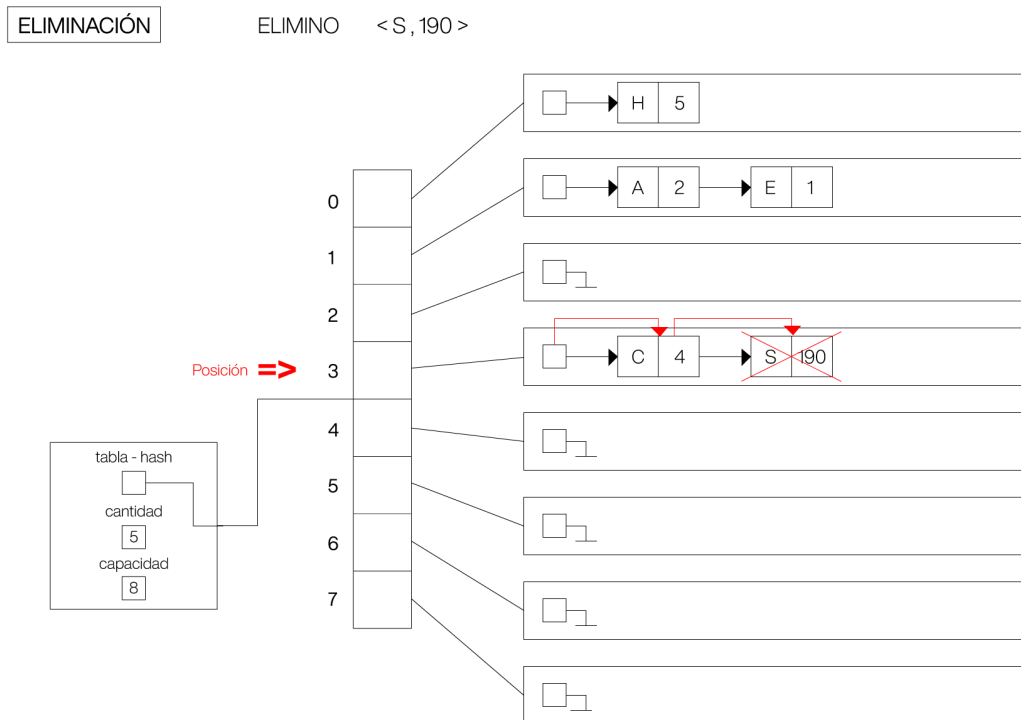 ELIMINACIÓN
ELIMINO < S , 190 >
H 5
0
A 2 E 1
1
2
Posición => 3
C 4 S 190
4
tabla - hash
5
cantidad
5
6
capacidad
8
7